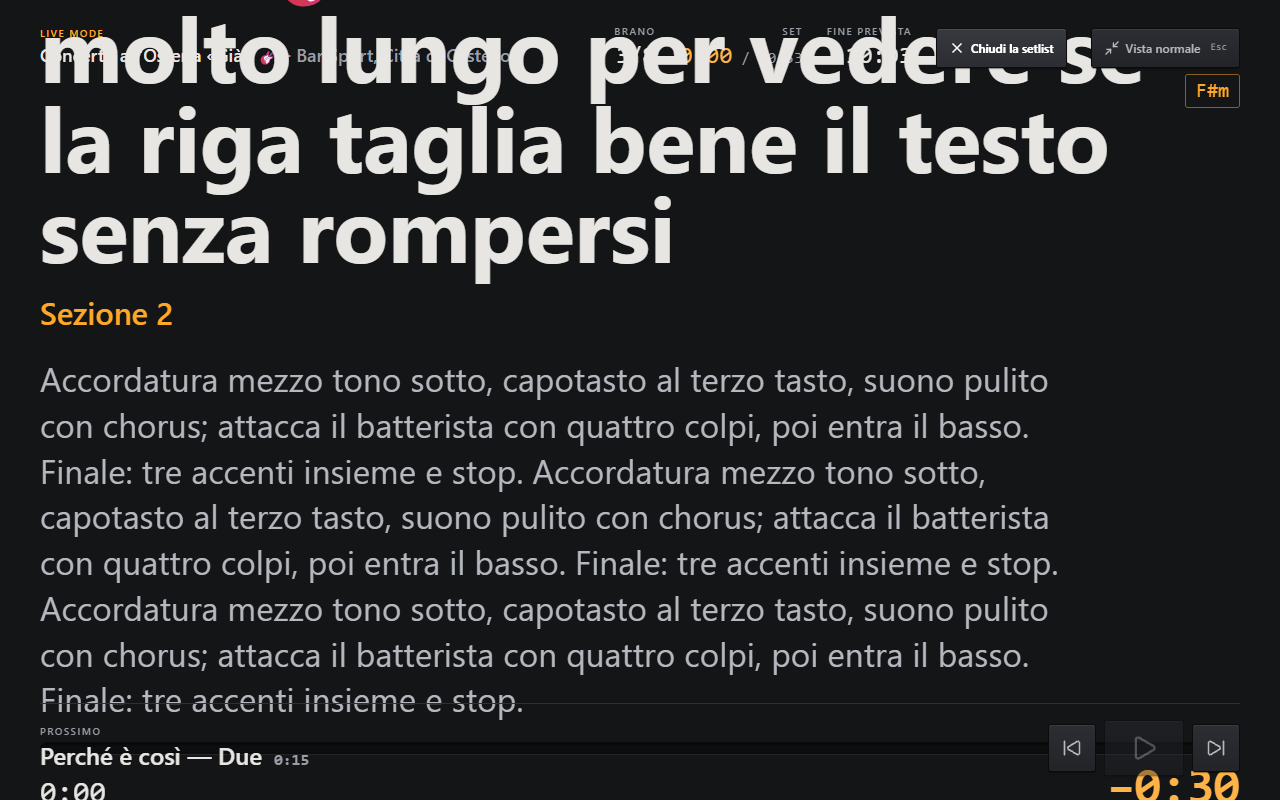 LIVE MODE
BRANO
SET
FINE PREVISTA
Chiudi la setlist
Vista normale Esc
Bar Sport, Città di Castello
molto lungo per vedere se
F#m
la riga taglia bene il testo
senza rompersi
Sezione 2
Accordatura mezzo tono sotto, capotasto al terzo tasto, suono pulito
con chorus; attacca il batterista con quattro colpi, poi entra il basso.
Finale: tre accenti insieme e stop. Accordatura mezzo tono sotto,
capotasto al terzo tasto, suono pulito con chorus; attacca il batterista
con quattro colpi, poi entra il basso. Finale: tre accenti insieme e stop.
Accordatura mezzo tono sotto, capotasto al terzo tasto, suono pulito
con chorus; attacca il batterista con quattro colpi, poi entra il basso.
Finale: tre accenti insieme e stop.
PROSSIMO
Perché è così — Due 0:15
0:00
−0:30